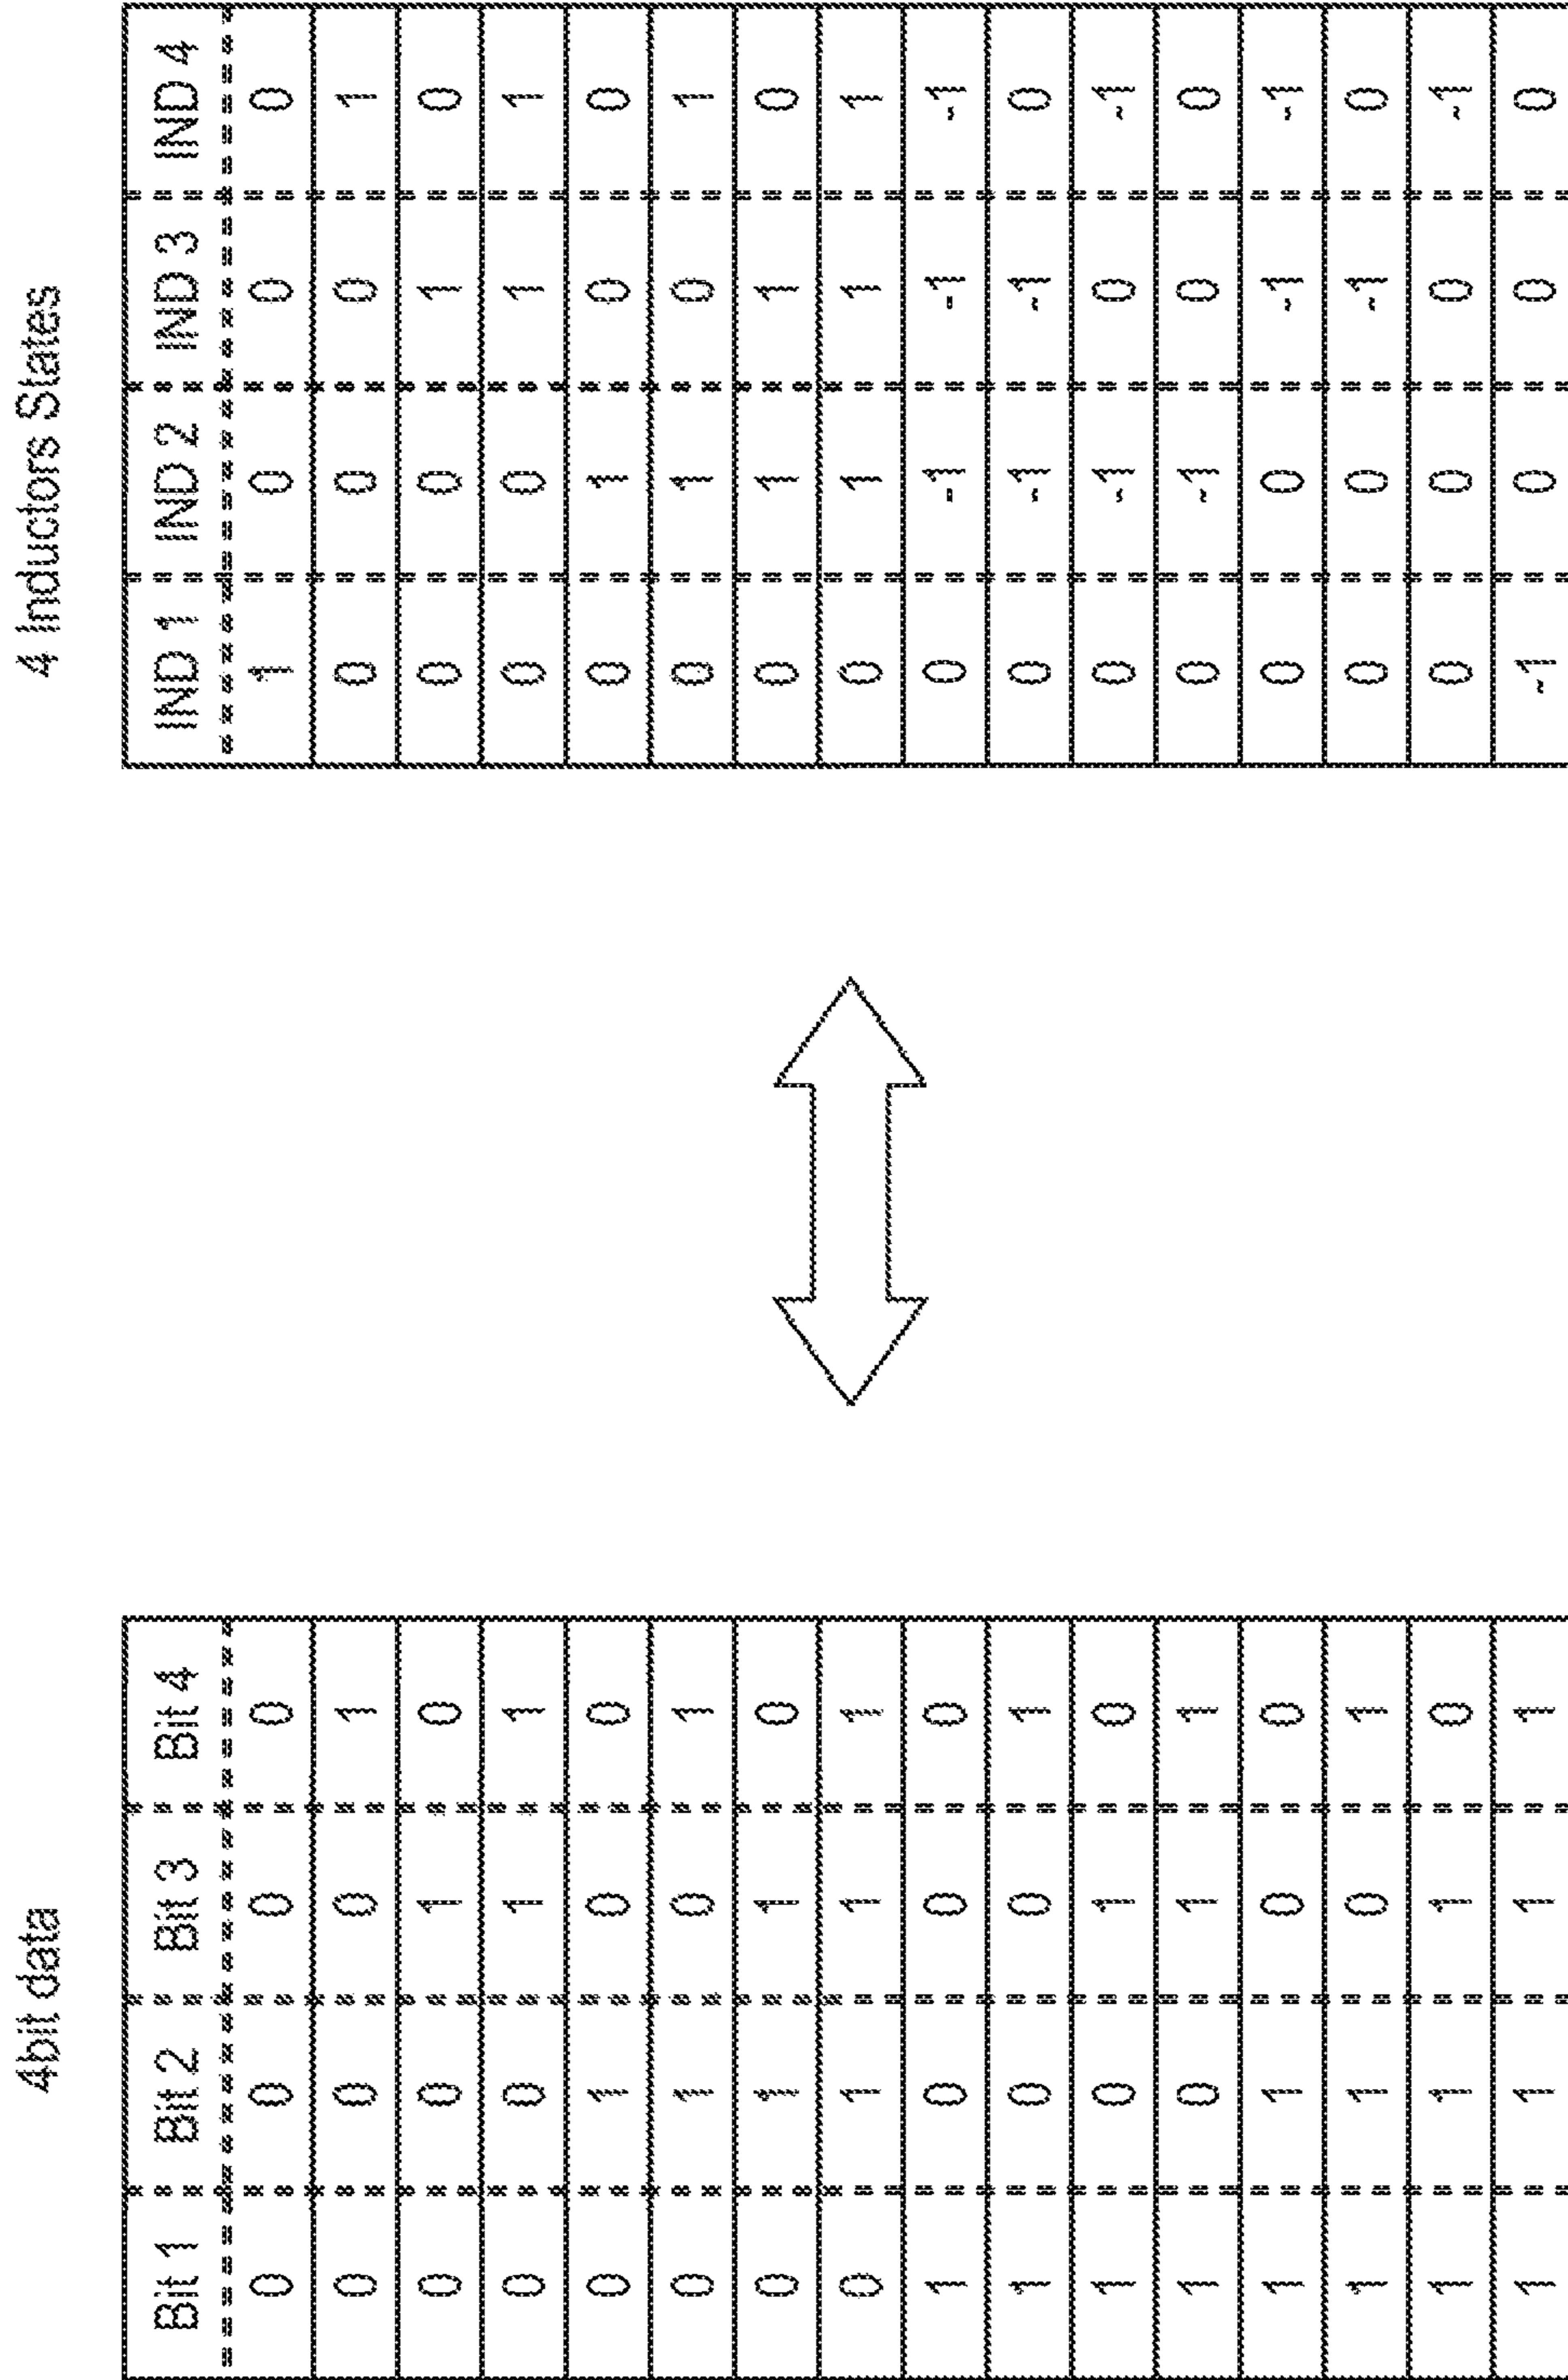 4bit data
Bit 1 Bit 2 Bit 3 Bit 4
0 0 0 0
0 0 0 1
0 0 1 0
0 0 1 1
0 1 0 0
0 1 0 1
0 1 1 0
0 1 1 1
1 0 0 0
1 0 0 1
1 0 1 0
1 0 1 1
1 1 0 0
1 1 0 1
1 1 1 0
1 1 1 1
4 Inductors States
IND 1 IND 2 IND 3 IND 4
1 0 0 0
0 0 0 1
0 0 1 0
0 0 1 1
0 1 0 0
0 1 0 1
0 1 1 0
0 1 1 1
0 -1 -1 -1
0 -1 -1 0
0 -1 0 -1
0 -1 0 0
0 0 -1 -1
0 0 -1 0
0 0 0 -1
-1 0 0 0